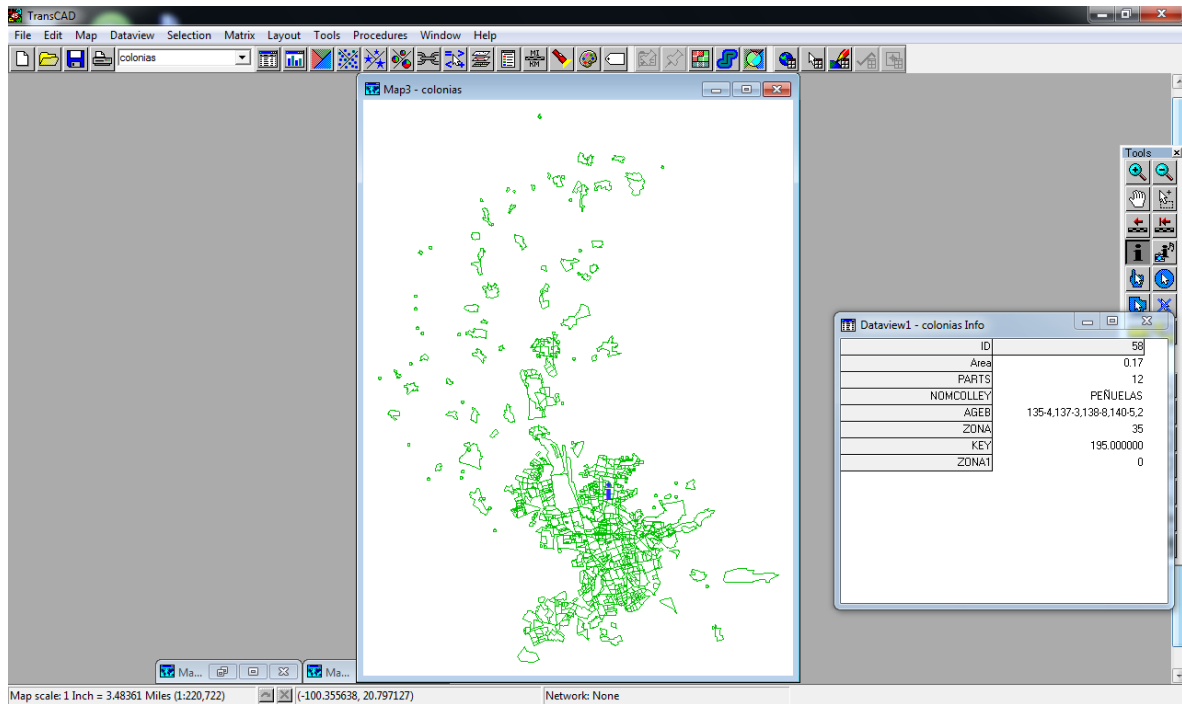 TransCAD
File Edit Map Dataview Selection Matrix Layout Tools Procedures Window Help
colonias
ML
KM
Map3 - colonias
Tools
Dataview1 - colonias Info
ID 58
Area 0.17
PARTS 12
NOMCOLLEY PEÑUELAS
AGEB 135-4,137-3,138-8,140-5,2
ZONA 35
KEY 195.000000
ZONA1 0
Ma...
Ma...
Map scale: 1 Inch = 3.48361 Miles (1:220,722) (-100.355638, 20.797127) Network: None